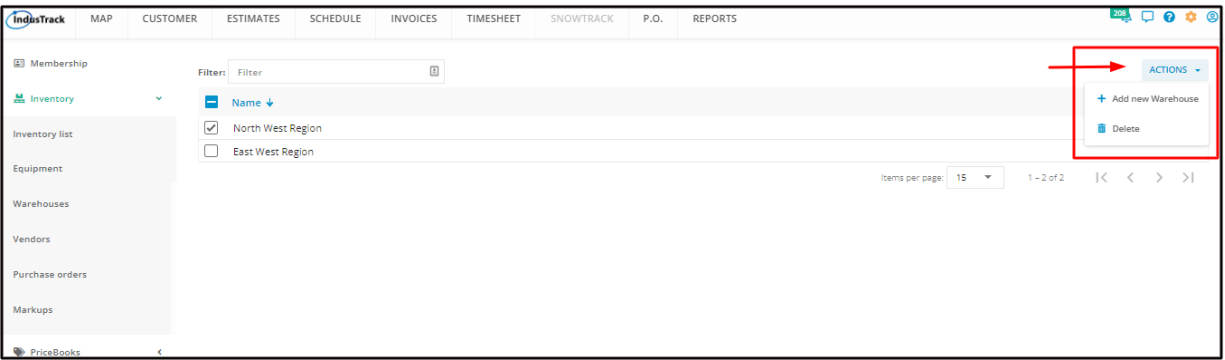 IndusTrack MAP CUSTOMER ESTIMATES SCHEDULE INVOICES TIMESHEET SNOWTRACK P.O. REPORTS 208
Membership
Filter: Filter
ACTIONS
Inventory
Name
Add new Warehouse
North West Region
Delete
Inventory list
East West Region
Equipment
Items per page: 15 1 – 2 of 2
Warehouses
Vendors
Purchase orders
Markups
PriceBooks